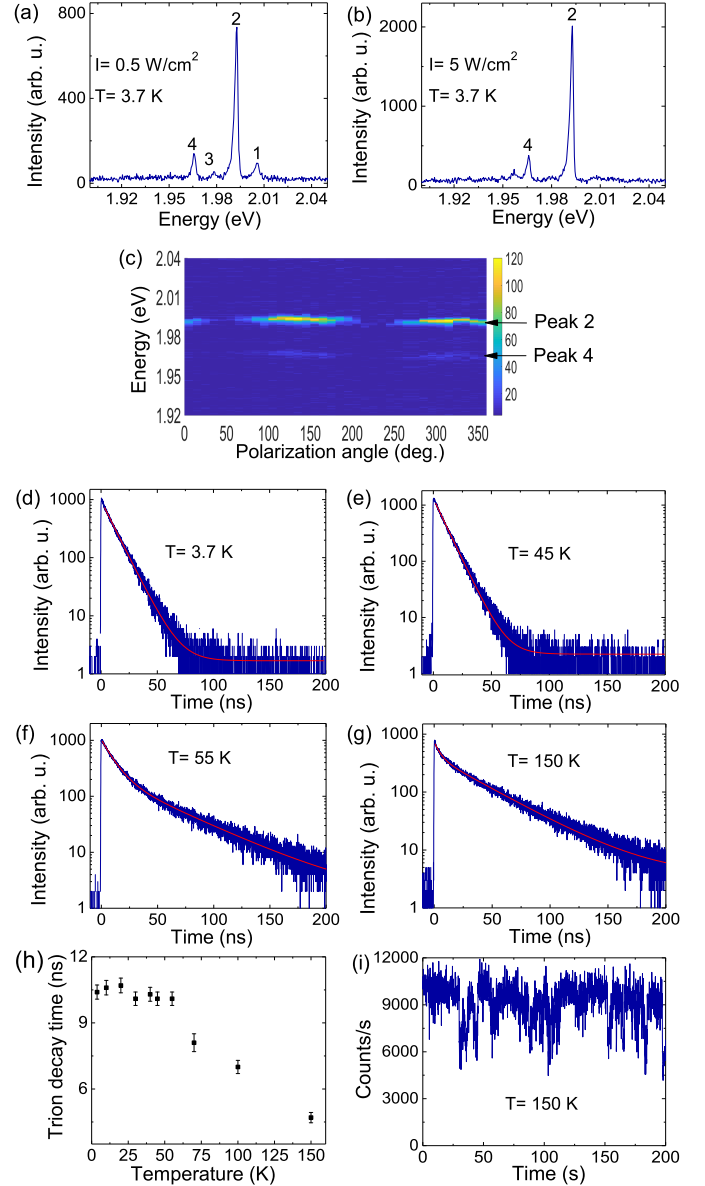 (a)
800
400
0
Intensity (arb. u.)
I= 0.5 W/cm²
T= 3.7 K
2
4
3
1
1.92 1.95 1.98 2.01 2.04
Energy (eV)
(b)
2000
1000
0
Intensity (arb. u.)
I= 5 W/cm²
T= 3.7 K
2
4
1.92 1.95 1.98 2.01 2.04
Energy (eV)
(c)
2.04
2.01
1.98
1.95
1.92
Energy (eV)
0 50 100 150 200 250 300 350
Polarization angle (deg.)
120
100
80
60
40
20
Peak 2
Peak 4
(d)
1000
100
10
1
Intensity (arb. u.)
T= 3.7 K
0 50 100 150 200
Time (ns)
(e)
1000
100
10
1
Intensity (arb. u.)
T= 45 K
0 50 100 150 200
Time (ns)
(f)
1000
100
10
1
Intensity (arb. u.)
T= 55 K
0 50 100 150 200
Time (ns)
(g)
1000
100
10
1
Intensity (arb. u.)
T= 150 K
0 50 100 150 200
Time (ns)
(h)
12
10
6
Trion decay time (ns)
0 25 50 75 100 125 150
Temperature (K)
(i)
12000
9000
6000
3000
0
Counts/s
T= 150 K
0 50 100 150 200
Time (s)